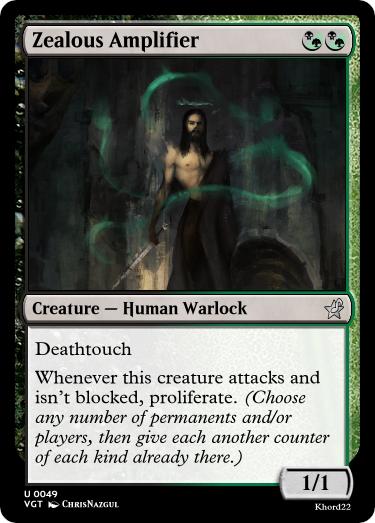 Zealous Amplifier
Creature — Human Warlock
Deathtouch
Whenever this creature attacks and
isn't blocked, proliferate. (Choose
any number of permanents and/or
players, then give each another counter
of each kind already there.)
1/1
U 0049
VGT ChrisNazgul
Khord22